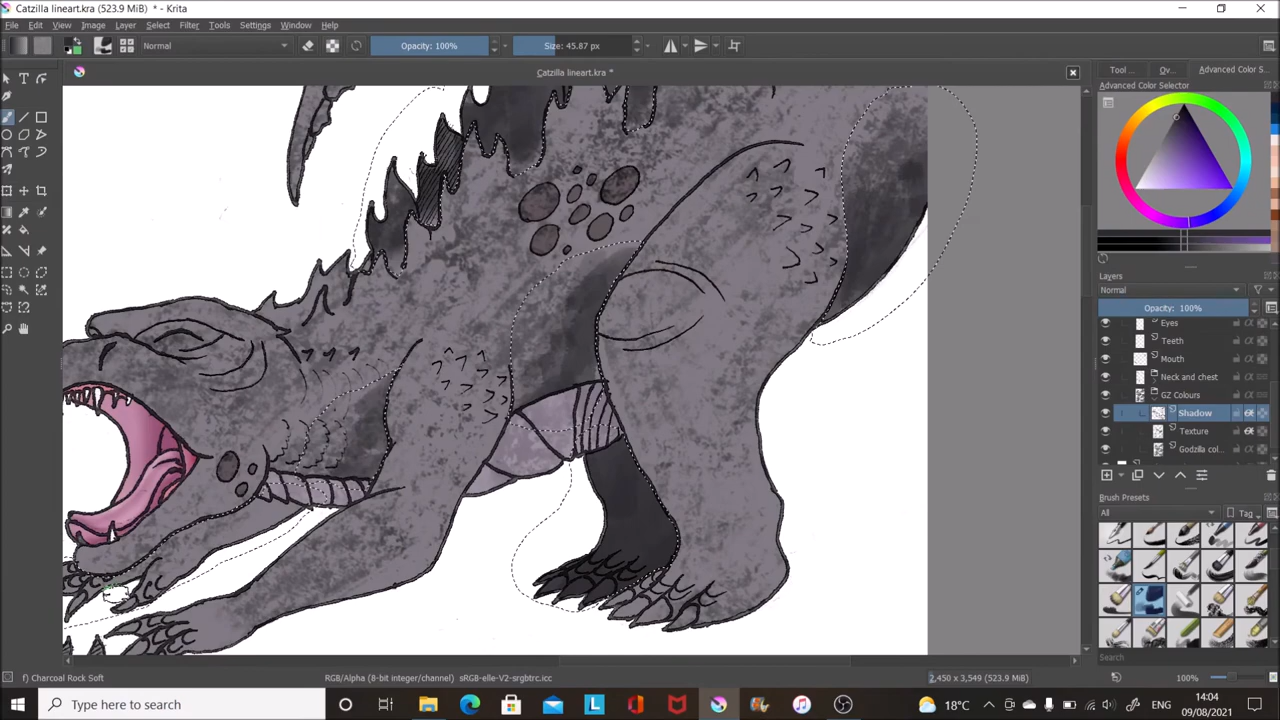 Catzilla lineart.kra (523.9 MiB) * - Krita
File Edit View Image Layer Select Filter Tools Settings Window Help
Normal Opacity: 100% Size: 45.87 px
Catzilla lineart.kra *
Tool ... Ov... Advanced Color S...
Advanced Color Selector
Layers
Normal
Opacity: 100%
Eyes
Teeth
Mouth
Neck and chest
GZ Colours
Shadow
Texture
Godzilla col...
Brush Presets
All Tag
Search
f) Charcoal Rock Soft RGB/Alpha (8-bit integer/channel) sRGB-elle-V2-srgbtrc.icc 2,450 x 3,549 (523.9 MiB) 100%
Type here to search 18°C ENG 14:04
09/08/2021